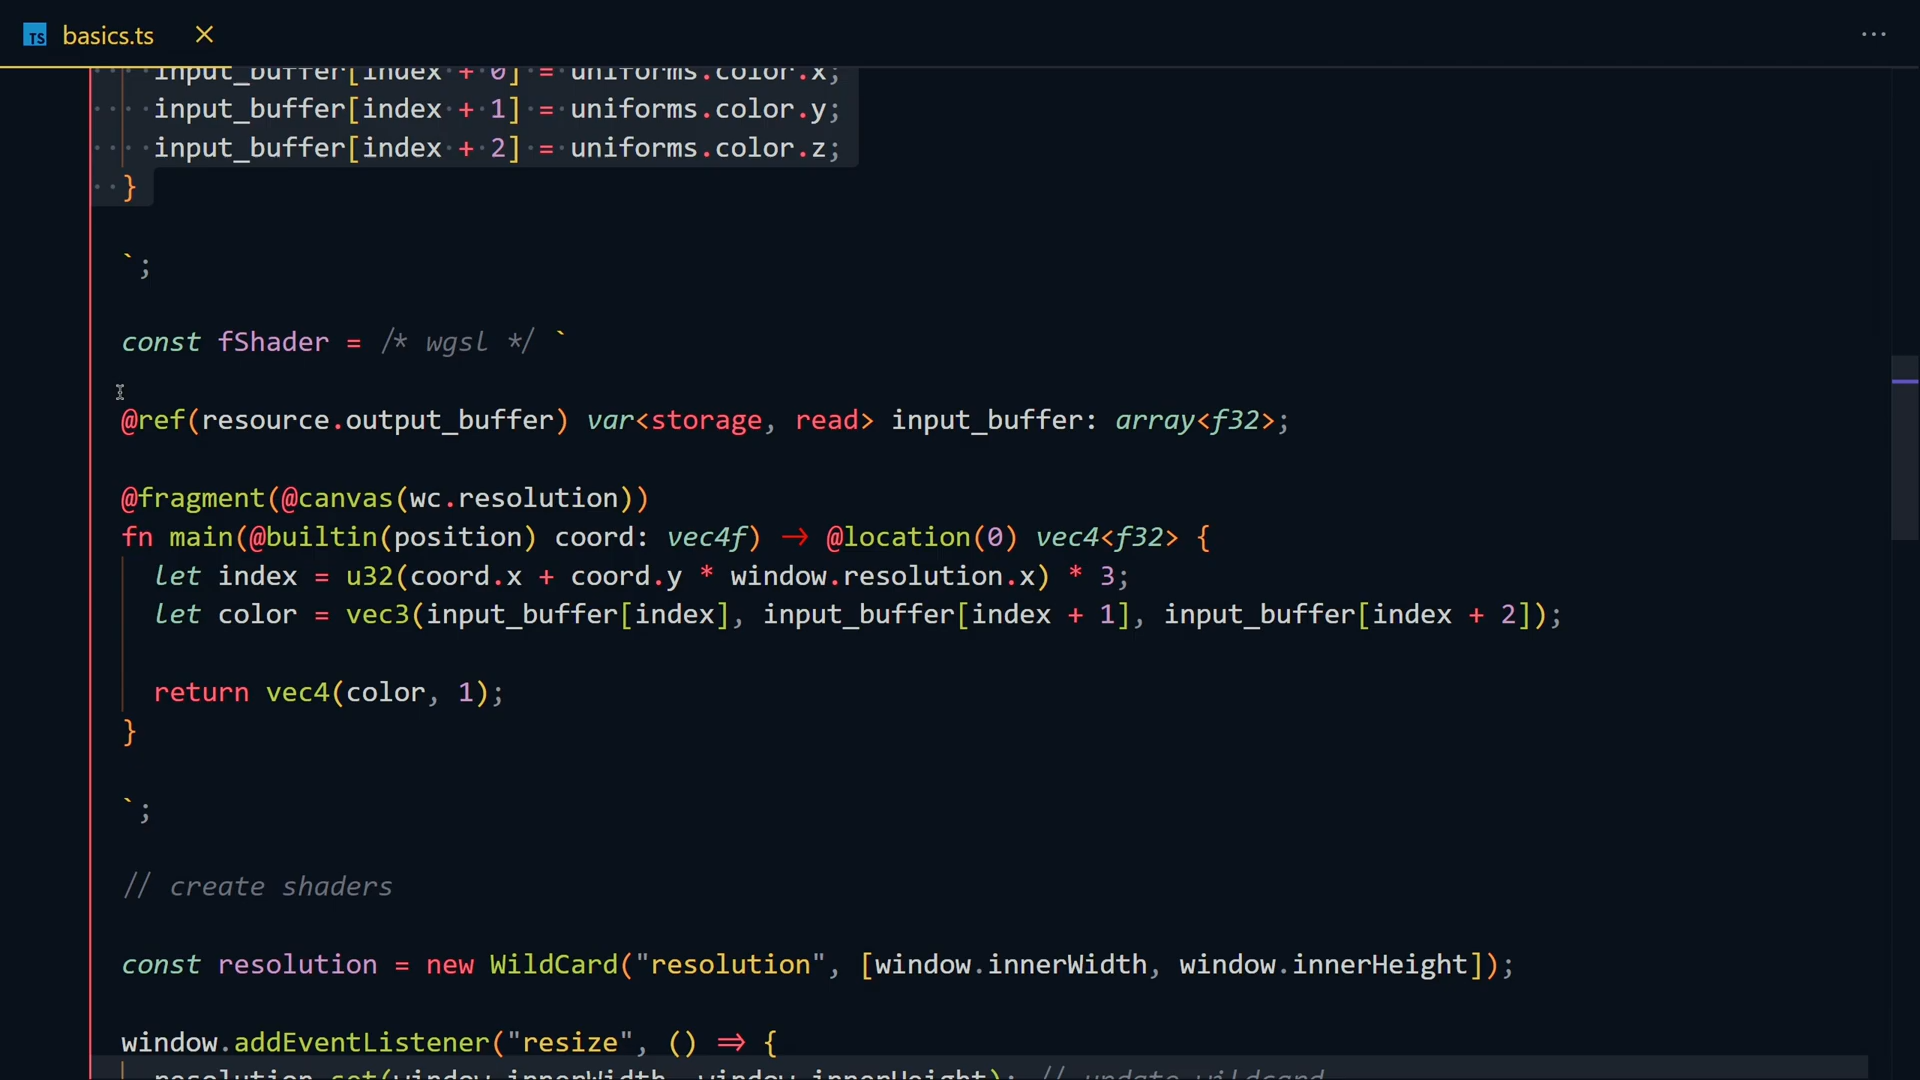 TS basics.ts
input_buffer[index + 0] = uniforms.color.x;
input_buffer[index + 1] = uniforms.color.y;
input_buffer[index + 2] = uniforms.color.z;
}
`;
const fShader = /* wgsl */ `
@ref(resource.output_buffer) var<storage, read> input_buffer: array<f32>;
@fragment(@canvas(wc.resolution))
fn main(@builtin(position) coord: vec4f) -> @location(0) vec4<f32> {
let index = u32(coord.x + coord.y * window.resolution.x) * 3;
let color = vec3(input_buffer[index], input_buffer[index + 1], input_buffer[index + 2]);
return vec4(color, 1);
}
`;
// create shaders
const resolution = new WildCard("resolution", [window.innerWidth, window.innerHeight]);
window.addEventListener("resize", () => {
resolution.set(window.innerWidth, window.innerHeight); // update wildcard